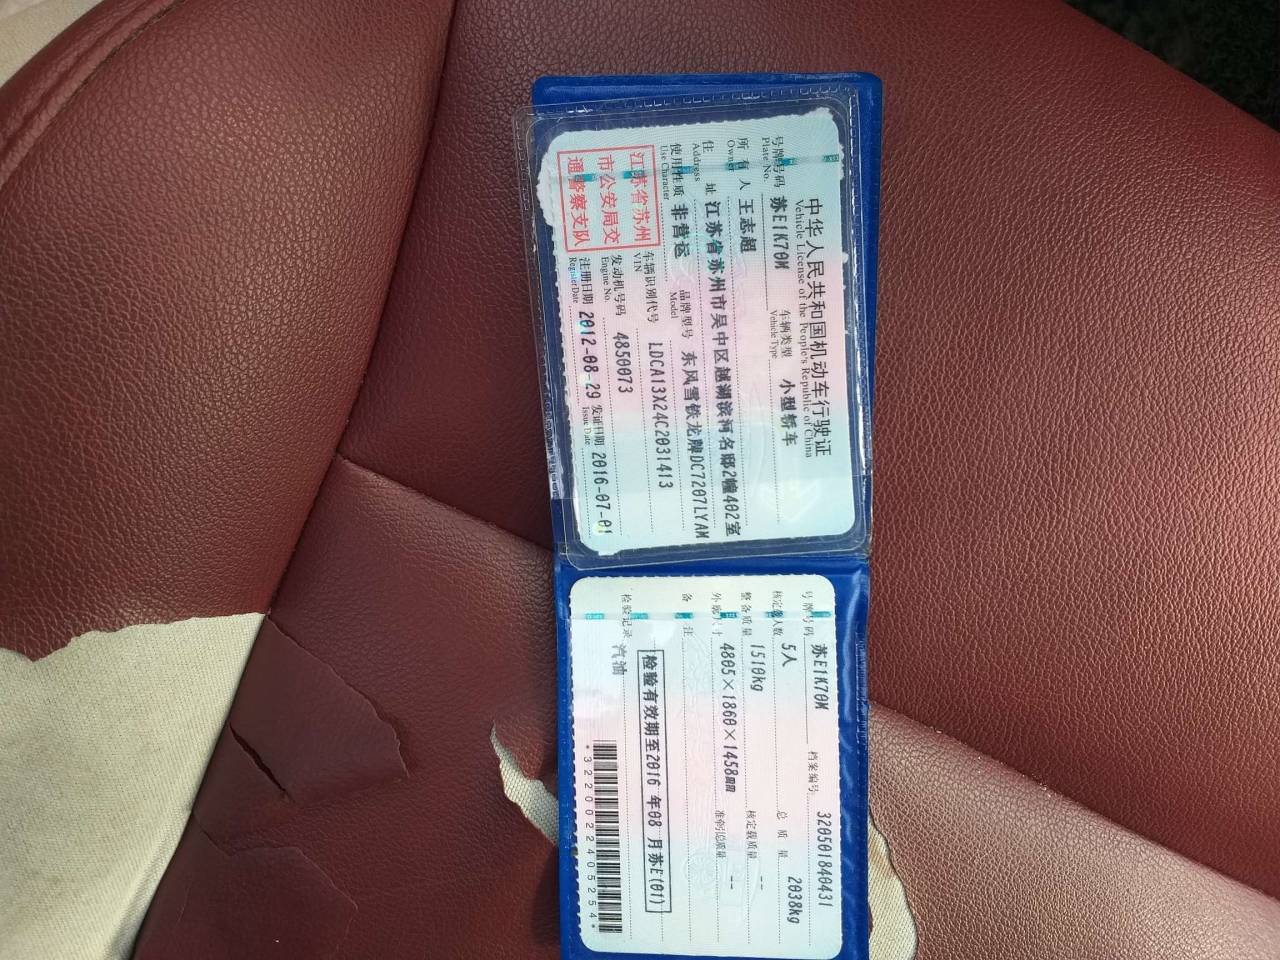 中华人民共和国机动车行驶证
Vehicle License of the People's Republic of China
号牌号码 苏E1K70M 车辆类型 小型轿车
Plate No. Vehicle Type
所有人 王志超
Owner
住址 江苏省苏州市吴中区越湖滨河名邸2幢402室
Address
使用性质 非营运 品牌型号 东风雪铁龙牌DC7207LYAM
Use Character Model
江苏省苏州
市公安局交
通警察支队
车辆识别代号 LDCA13X24C2031413
VIN
发动机号码 4850073
Engine No.
注册日期 2012-08-29 发证日期 2016-07-01
Register Date Issue Date
号牌号码 苏E1K70M 档案编号 320501840431
核定载人数 5人 总质量 2038kg
整备质量 1510kg 核定载质量 --
外廓尺寸 4805×1860×1458mm 准牵引总质量 --
备注
检验有效期至2016年08月苏E(01)
检验记录 汽油
*3220022405254*